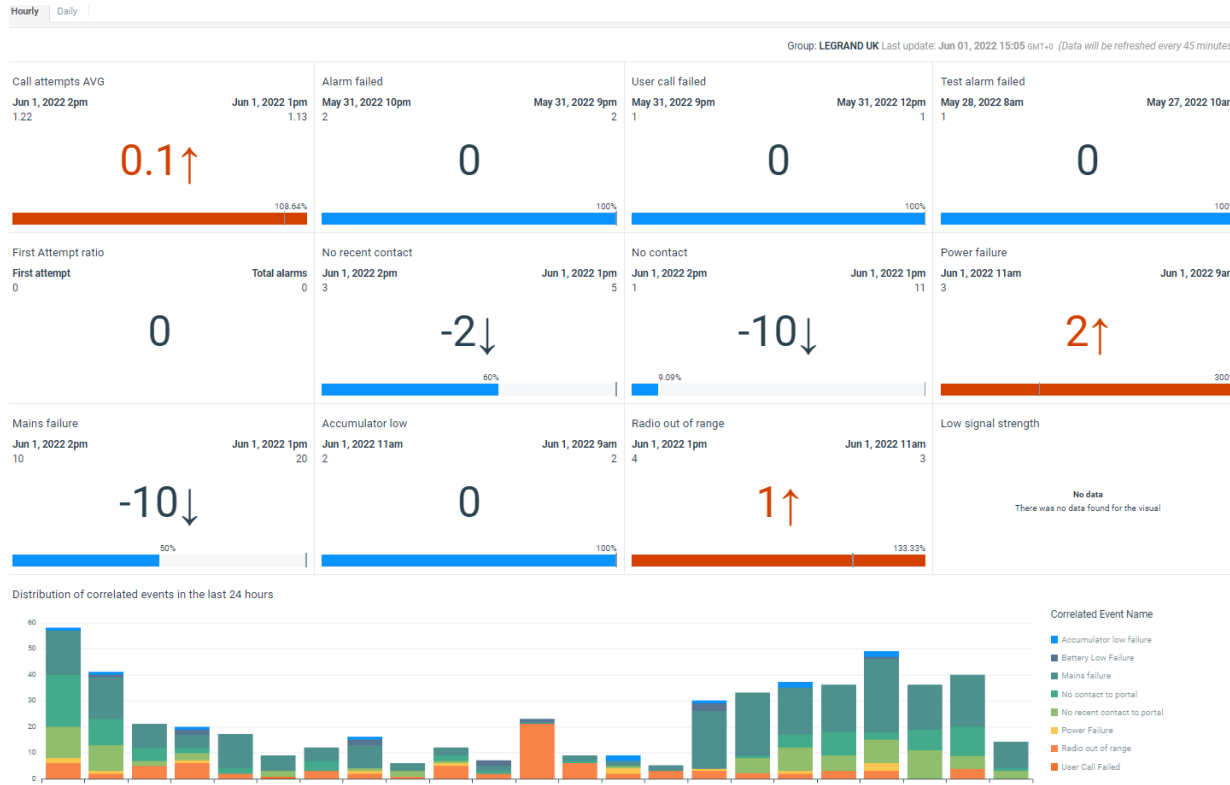 Hourly Daily
Group: LEGRAND UK Last update: Jun 01, 2022 15:05 GMT+0 (Data will be refreshed every 45 minutes
Call attempts AVG
Jun 1, 2022 2pm Jun 1, 2022 1pm
1.22 1.13
0.1↑
108.64%
Alarm failed
May 31, 2022 10pm May 31, 2022 9pm
2 2
0
100%
User call failed
May 31, 2022 9pm May 31, 2022 12pm
1 1
0
100%
Test alarm failed
May 28, 2022 8am May 27, 2022 10am
1
0
100%
First Attempt ratio
First attempt Total alarms
0 0
0
No recent contact
Jun 1, 2022 2pm Jun 1, 2022 1pm
3 5
-2↓
60%
No contact
Jun 1, 2022 2pm Jun 1, 2022 1pm
1 11
-10↓
9.09%
Power failure
Jun 1, 2022 11am Jun 1, 2022 9am
3
2↑
300%
Mains failure
Jun 1, 2022 2pm Jun 1, 2022 1pm
10 20
-10↓
50%
Accumulator low
Jun 1, 2022 11am Jun 1, 2022 9am
2 2
0
100%
Radio out of range
Jun 1, 2022 1pm Jun 1, 2022 11am
4 3
1↑
133.33%
Low signal strength
No data
There was no data found for the visual
Distribution of correlated events in the last 24 hours
60
50
40
30
20
10
0
Correlated Event Name
Accumulator low failure
Battery Low Failure
Mains failure
No contact to portal
No recent contact to portal
Power Failure
Radio out of range
User Call Failed